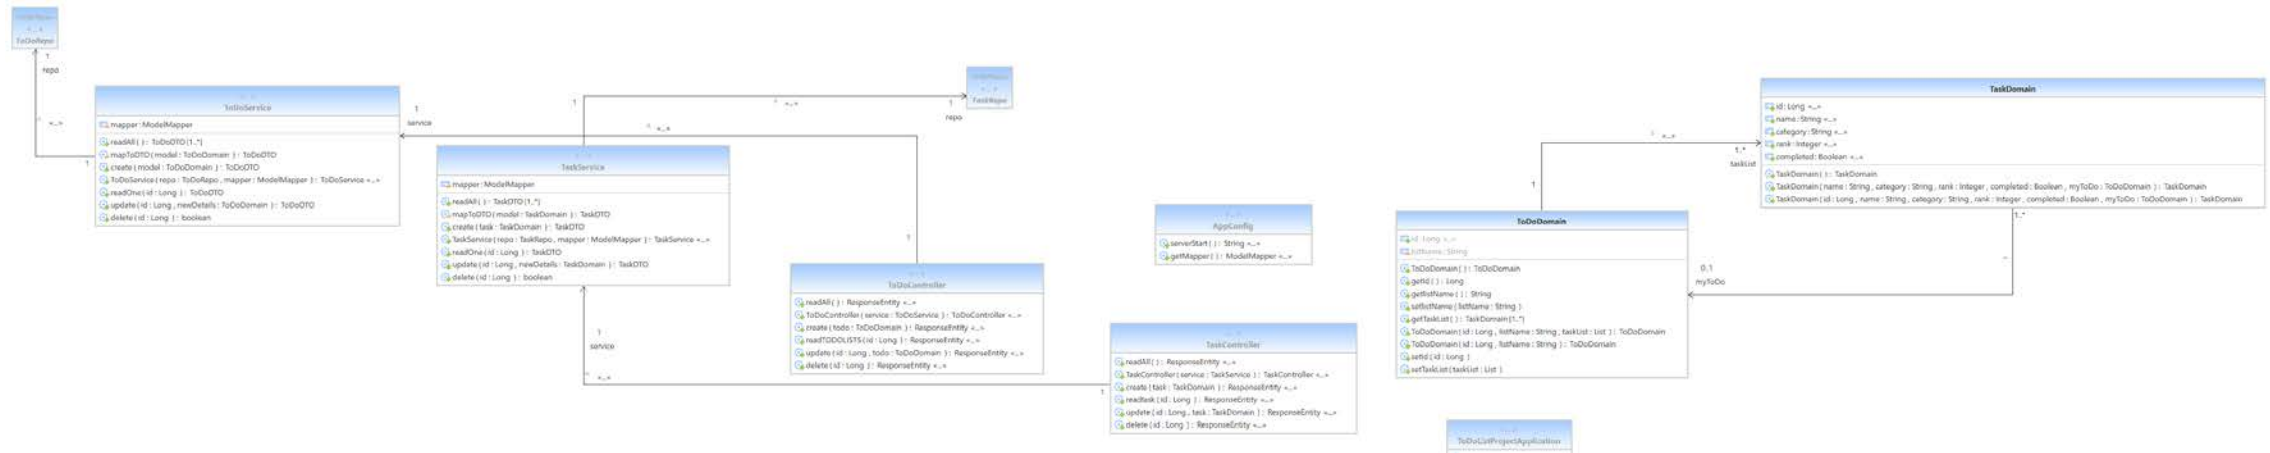 ToDoRepo
1
repo
«...»
1
ToDoService
mapper : ModelMapper
readAll ( ) : ToDoDTO [1..*]
mapToDTO ( model : ToDoDomain ) : ToDoDTO
create ( model : ToDoDomain ) : ToDoDTO
ToDoService ( repo : ToDoRepo , mapper : ModelMapper ) : ToDoService «...»
readOne ( id : Long ) : ToDoDTO
update ( id : Long , newDetails : ToDoDomain ) : ToDoDTO
delete ( id : Long ) : boolean
1
service
«...»
1
TaskRepo
1
repo
«...»
1
TaskService
mapper : ModelMapper
readAll ( ) : TaskDTO [1..*]
mapToDTO ( model : TaskDomain ) : TaskDTO
create ( task : TaskDomain ) : TaskDTO
TaskService ( repo : TaskRepo , mapper : ModelMapper ) : TaskService «...»
readOne ( id : Long ) : TaskDTO
update ( id : Long , newDetails : TaskDomain ) : TaskDTO
delete ( id : Long ) : boolean
1
service
«...»
1
ToDoController
readAll ( ) : ResponseEntity «...»
ToDoController ( service : ToDoService ) : ToDoController «...»
create ( todo : ToDoDomain ) : ResponseEntity «...»
readTODOLISTS ( id : Long ) : ResponseEntity «...»
update ( id : Long , todo : ToDoDomain ) : ResponseEntity «...»
delete ( id : Long ) : ResponseEntity «...»
TaskController
readAll ( ) : ResponseEntity «...»
TaskController ( service : TaskService ) : TaskController «...»
create ( task : TaskDomain ) : ResponseEntity «...»
readtask ( id : Long ) : ResponseEntity «...»
update ( id : Long , task : TaskDomain ) : ResponseEntity «...»
delete ( id : Long ) : ResponseEntity «...»
AppConfig
serverStart ( ) : String «...»
getMapper ( ) : ModelMapper «...»
TaskDomain
id : Long «...»
name : String «...»
category : String «...»
rank : Integer «...»
completed : Boolean «...»
TaskDomain ( ) : TaskDomain
TaskDomain ( name : String , category : String , rank : Integer , completed : Boolean , myToDo : ToDoDomain ) : TaskDomain
TaskDomain ( id : Long , name : String , category : String , rank : Integer , completed : Boolean , myToDo : ToDoDomain ) : TaskDomain
«...»
1..*
taskList
1
1..*
0..1
myToDo
ToDoDomain
id : Long «...»
listName : String
ToDoDomain ( ) : ToDoDomain
getId ( ) : Long
getlistName ( ) : String
setlistName ( listName : String )
getTaskList ( ) : TaskDomain [1..*]
ToDoDomain ( id : Long , listName : String , taskList : List ) : ToDoDomain
ToDoDomain ( id : Long , listName : String ) : ToDoDomain
setId ( id : Long )
setTaskList ( taskList : List )
ToDoListProjectApplication